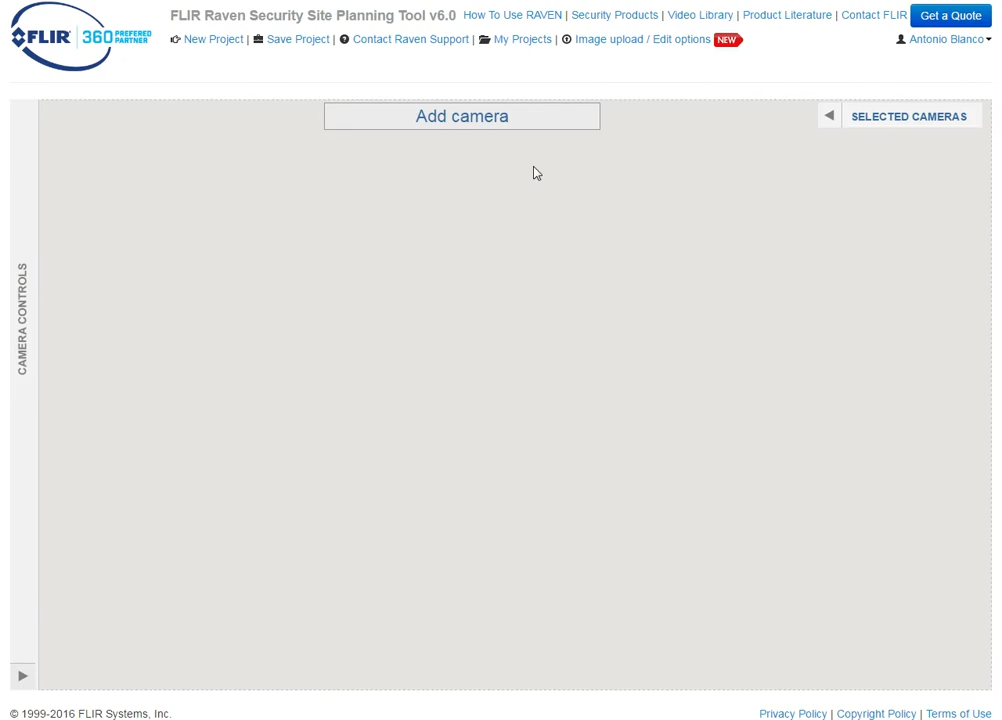 FLIR 360 PREFERRED PARTNER
FLIR Raven Security Site Planning Tool v6.0 How To Use RAVEN | Security Products | Video Library | Product Literature | Contact FLIR Get a Quote
New Project | Save Project | Contact Raven Support | My Projects | Image upload / Edit options NEW Antonio Blanco
Add camera
SELECTED CAMERAS
CAMERA CONTROLS
© 1999-2016 FLIR Systems, Inc. Privacy Policy | Copyright Policy | Terms of Use